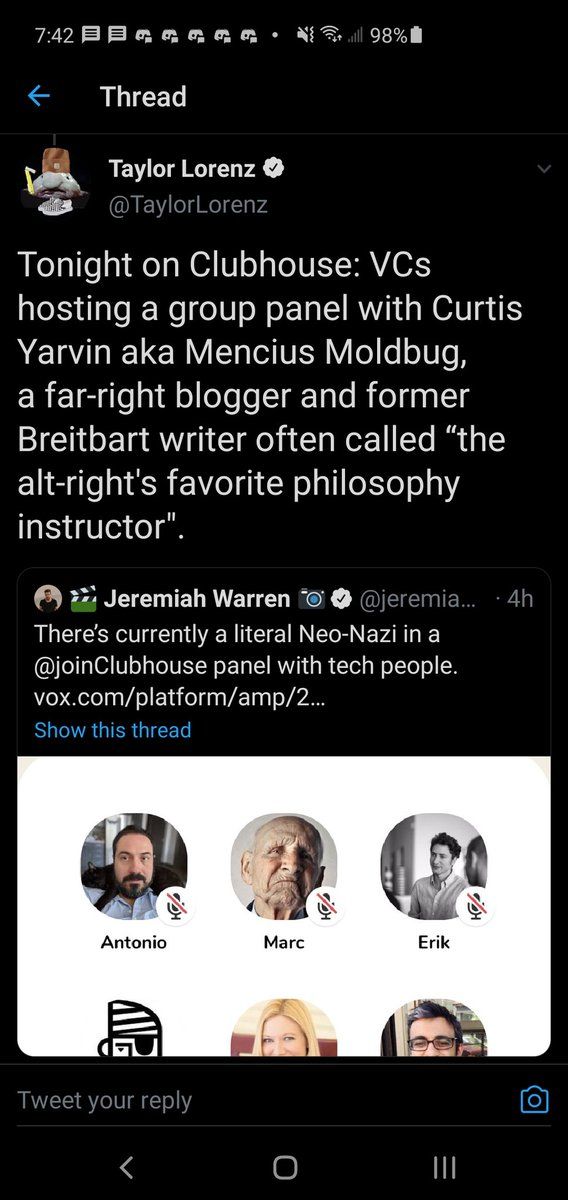 7:42 98%
Thread
Taylor Lorenz
@TaylorLorenz
Tonight on Clubhouse: VCs
hosting a group panel with Curtis
Yarvin aka Mencius Moldbug,
a far-right blogger and former
Breitbart writer often called “the
alt-right's favorite philosophy
instructor".
Jeremiah Warren @jeremia... · 4h
There’s currently a literal Neo-Nazi in a
@joinClubhouse panel with tech people.
vox.com/platform/amp/2...
Show this thread
Antonio Marc Erik
Tweet your reply